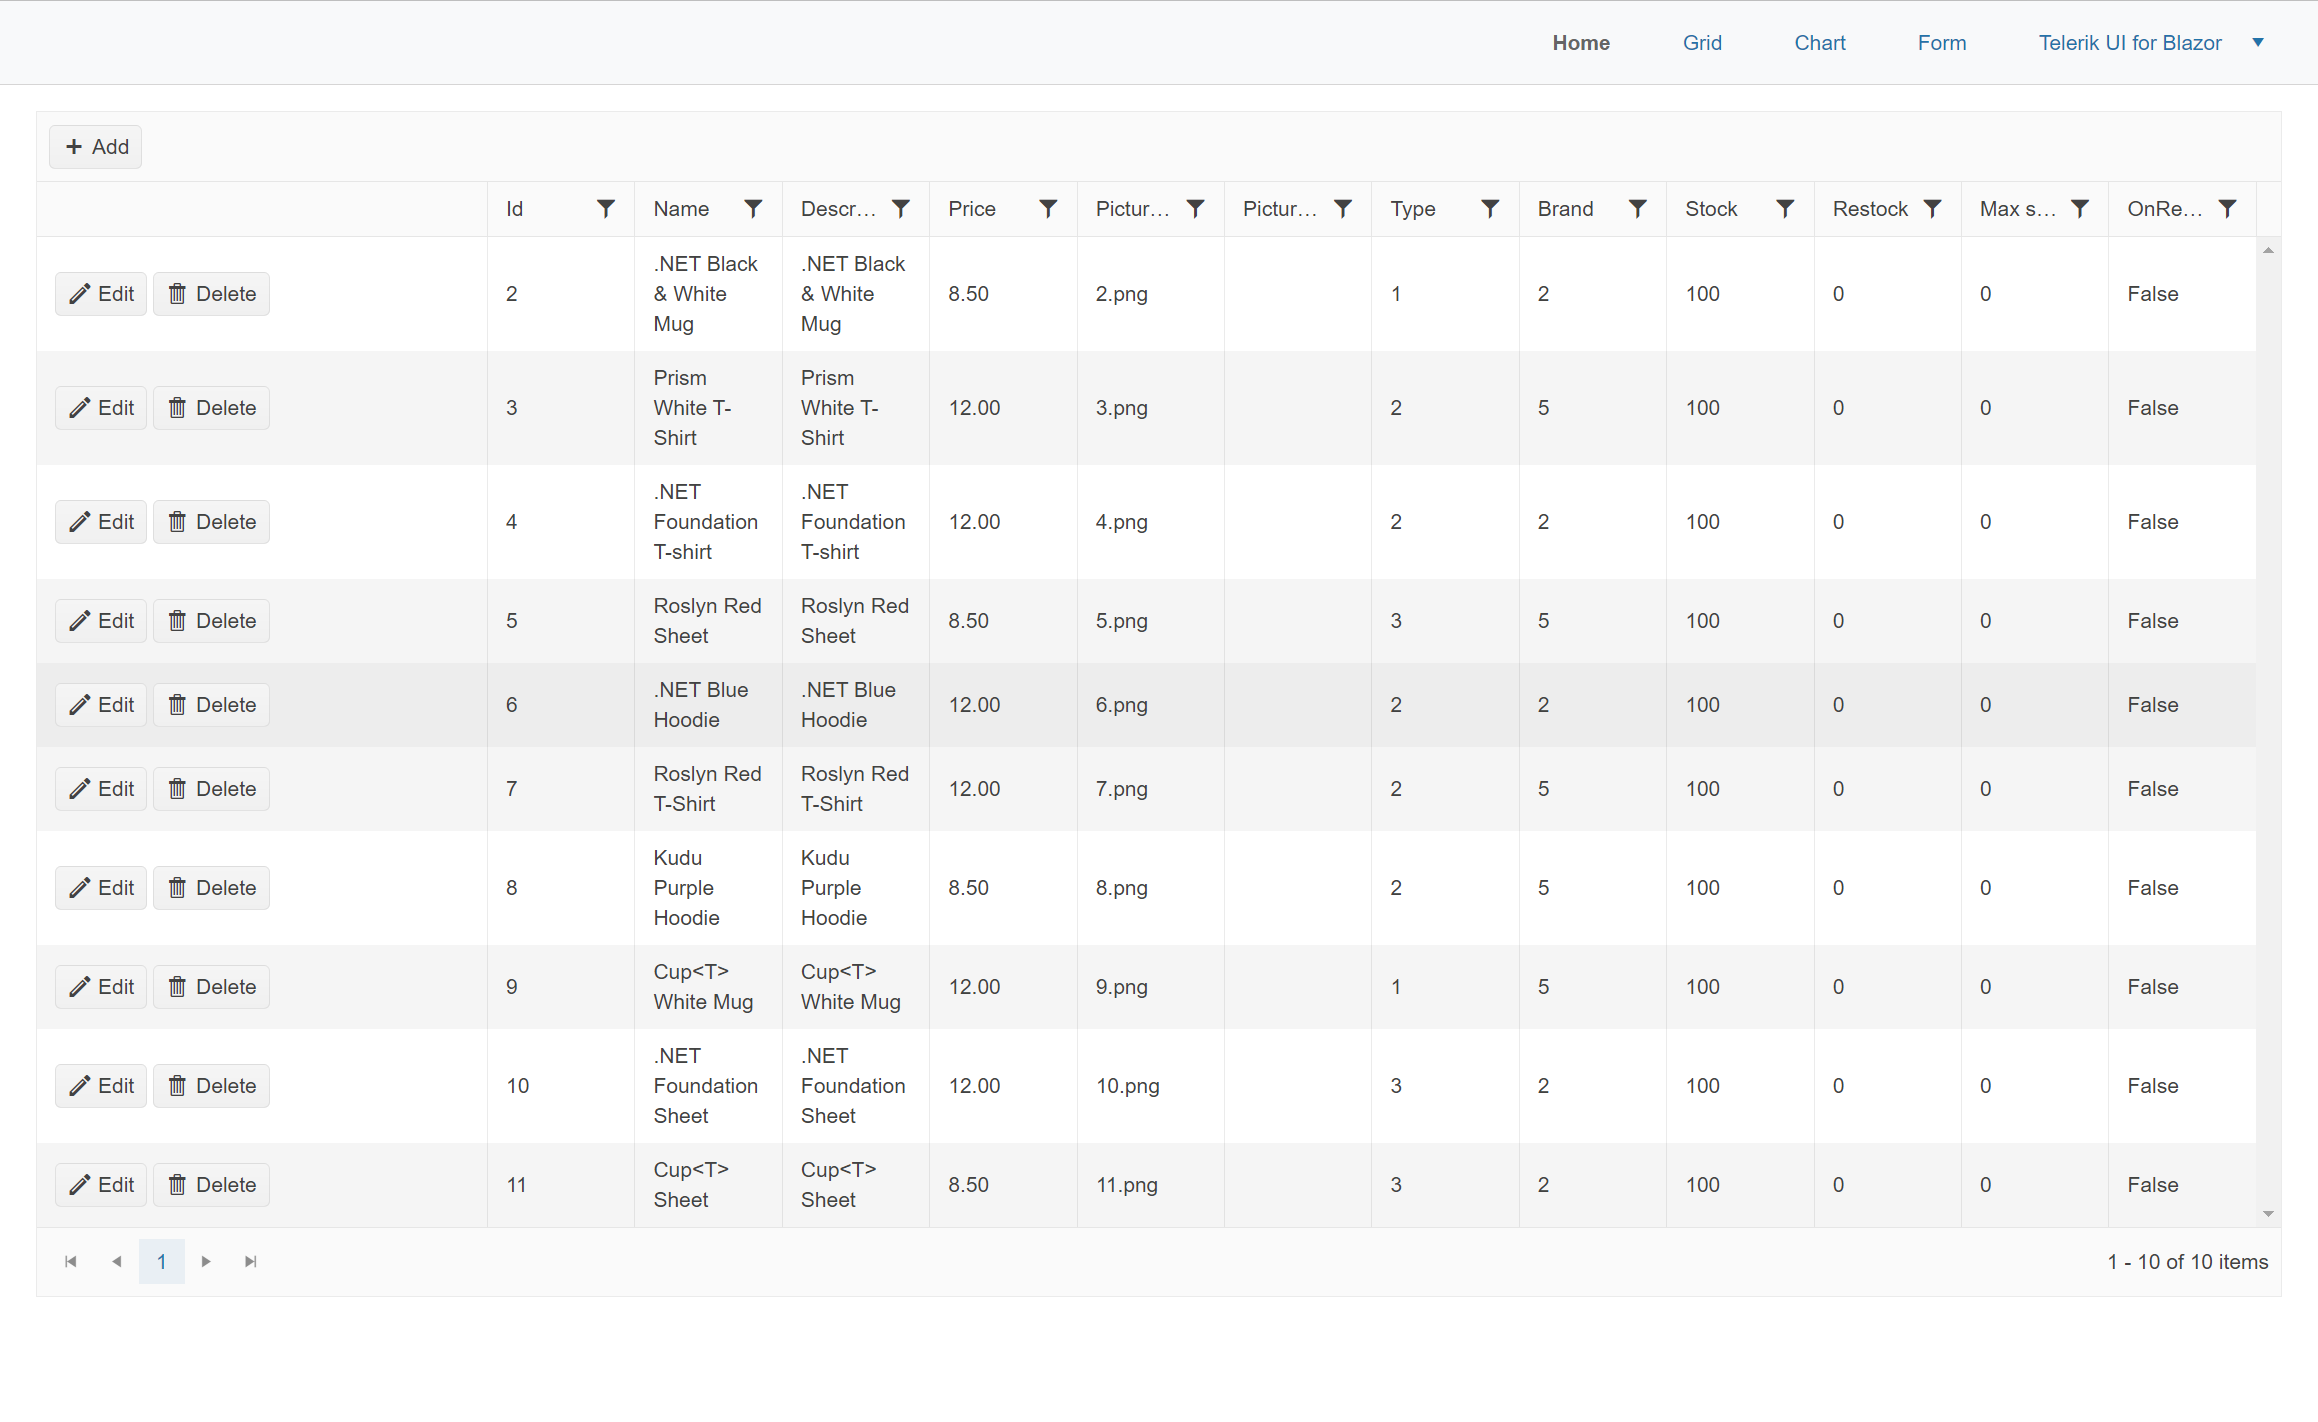 Home Grid Chart Form Telerik UI for Blazor
Add
Id Name Descr... Price Pictur... Pictur... Type Brand Stock Restock Max s... OnRe...
.NET Black .NET Black
Edit Delete 2 & White & White 8.50 2.png 1 2 100 0 0 False
Mug Mug
Prism Prism
Edit Delete 3 White T- White T- 12.00 3.png 2 5 100 0 0 False
Shirt Shirt
.NET .NET
Edit Delete 4 Foundation Foundation 12.00 4.png 2 2 100 0 0 False
T-shirt T-shirt
Roslyn Red Roslyn Red
Edit Delete 5 8.50 5.png 3 5 100 0 0 False
Sheet Sheet
.NET Blue .NET Blue
Edit Delete 6 12.00 6.png 2 2 100 0 0 False
Hoodie Hoodie
Roslyn Red Roslyn Red
Edit Delete 7 12.00 7.png 2 5 100 0 0 False
T-Shirt T-Shirt
Kudu Kudu
Edit Delete 8 Purple Purple 8.50 8.png 2 5 100 0 0 False
Hoodie Hoodie
Cup<T> Cup<T>
Edit Delete 9 12.00 9.png 1 5 100 0 0 False
White Mug White Mug
.NET .NET
Edit Delete 10 Foundation Foundation 12.00 10.png 3 2 100 0 0 False
Sheet Sheet
Cup<T> Cup<T>
Edit Delete 11 8.50 11.png 3 2 100 0 0 False
Sheet Sheet
1 1 - 10 of 10 items